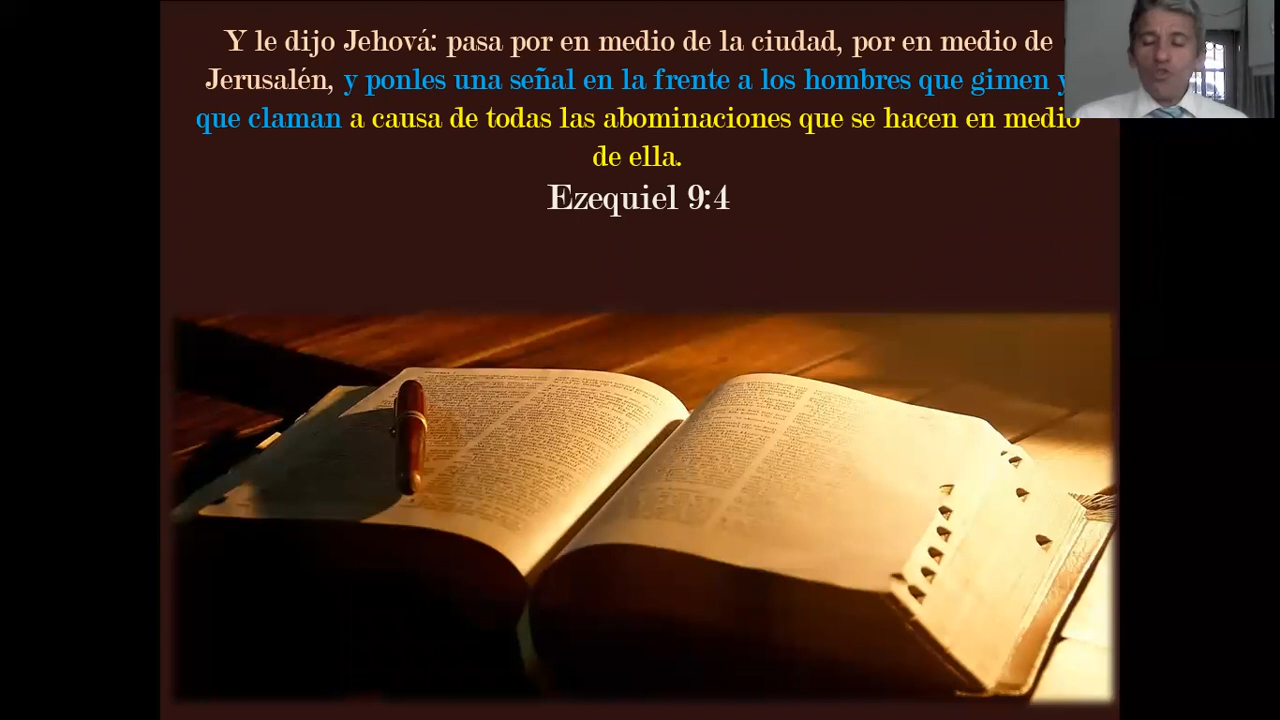 Y le dijo Jehová: pasa por en medio de la ciudad, por en medio de
Jerusalén, y ponles una señal en la frente a los hombres que gimen y
que claman a causa de todas las abominaciones que se hacen en medio
de ella.
Ezequiel 9:4